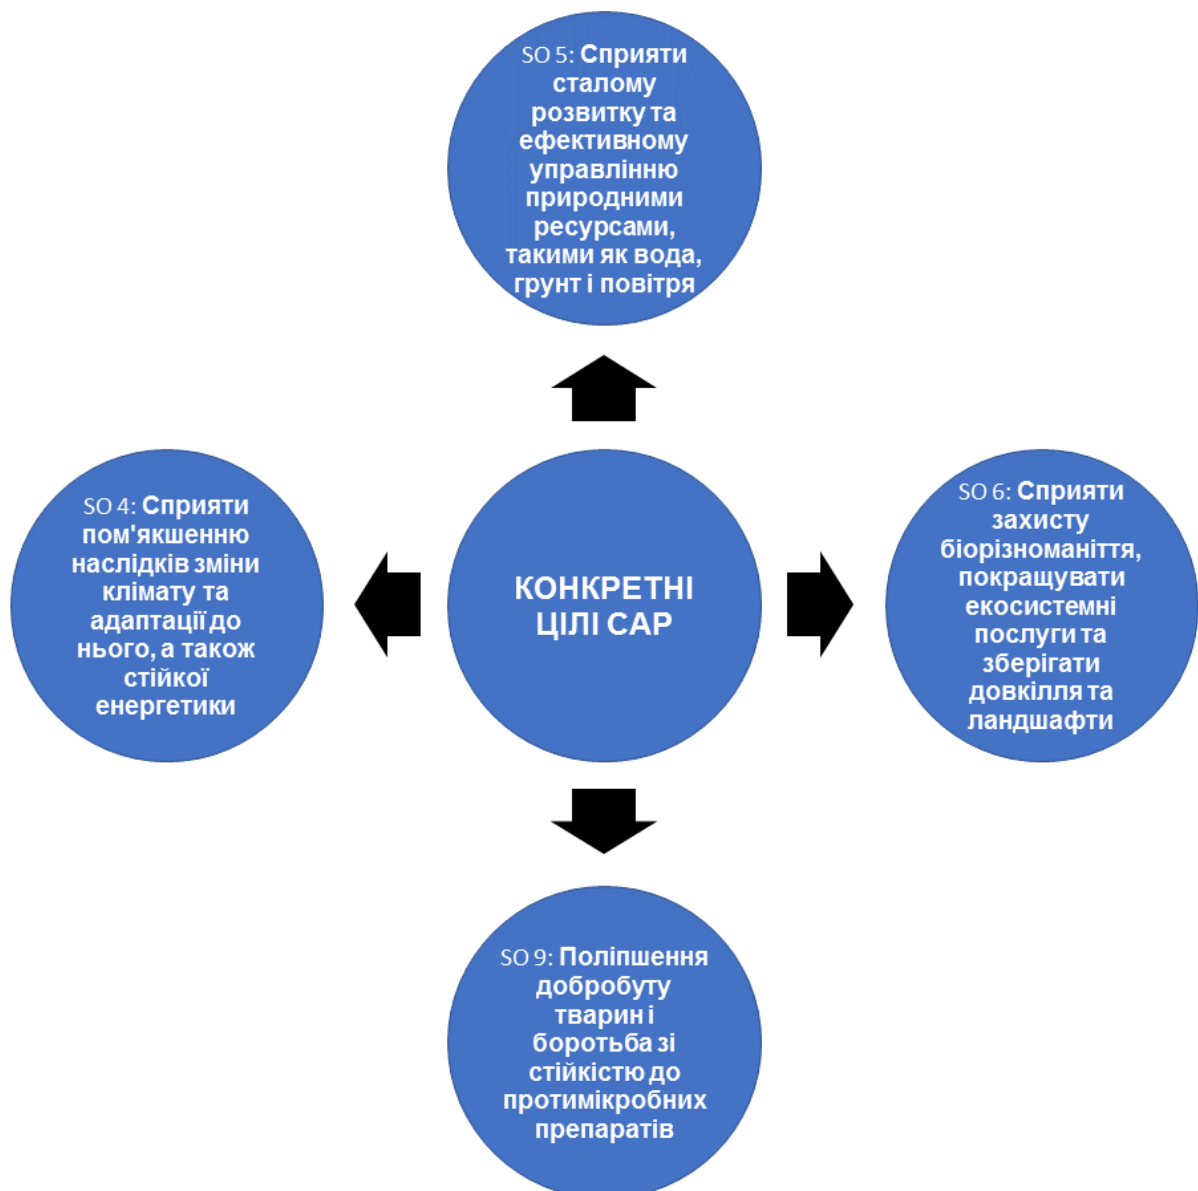 SO 5: Сприяти
сталому
розвитку та
ефективному
управлінню
природними
ресурсами,
такими як вода,
грунт і повітря
SO 4: Сприяти
пом'якшенню
наслідків зміни
клімату та
адаптації до
нього, а також
стійкої
енергетики
КОНКРЕТНІ
ЦІЛІ САР
SO 6: Сприяти
захисту
біорізноманіття,
покращувати
екосистемні
послуги та
зберігати
довкілля та
ландшафти
SO 9: Поліпшення
добробуту
тварин і
боротьба зі
стійкістю до
протимікробних
препаратів